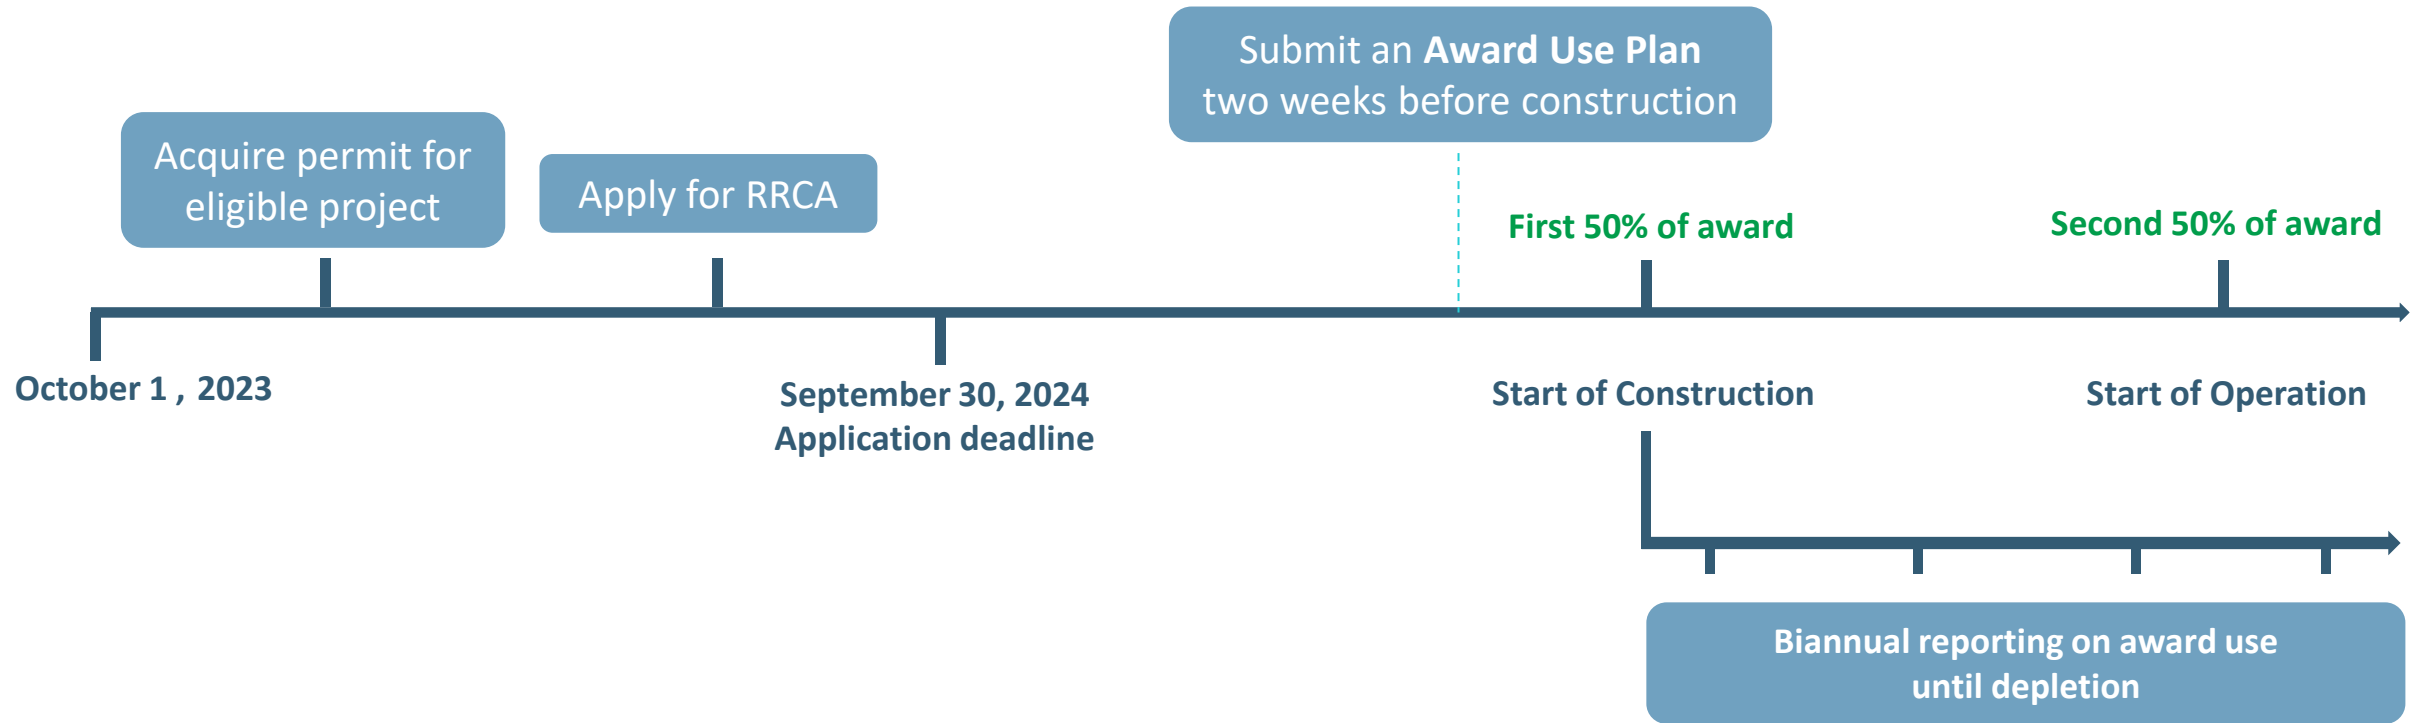 Submit an Award Use Plan
two weeks before construction
Acquire permit for
eligible project
Apply for RRCA
First 50% of award
Second 50% of award
October 1 , 2023
September 30, 2024
Application deadline
Start of Construction
Start of Operation
Biannual reporting on award use
until depletion